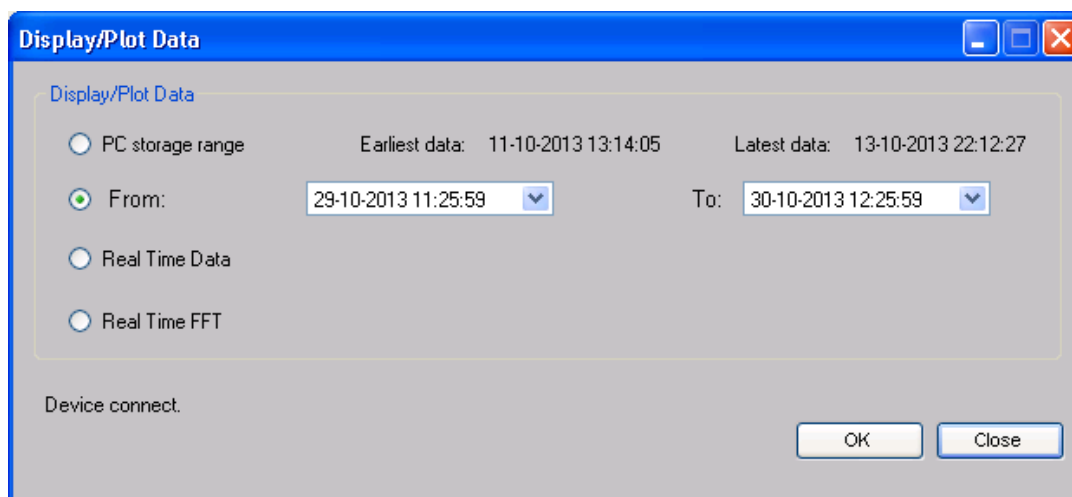 Display/Plot Data
Display/Plot Data
PC storage range Earliest data: 11-10-2013 13:14:05 Latest data: 13-10-2013 22:12:27
From: 29-10-2013 11:25:59 To: 30-10-2013 12:25:59
Real Time Data
Real Time FFT
Device connect.
OK Close